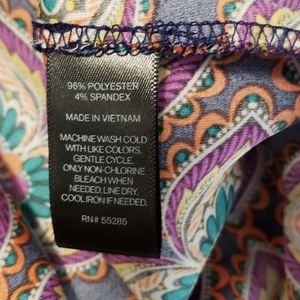 96% POLYESTER
4% SPANDEX
MADE IN VIETNAM
MACHINE WASH COLD
WITH LIKE COLORS.
GENTLE CYCLE.
ONLY NON-CHLORINE
BLEACH WHEN
NEEDED. LINE DRY.
COOL IRON IF NEEDED.
RN# 55285